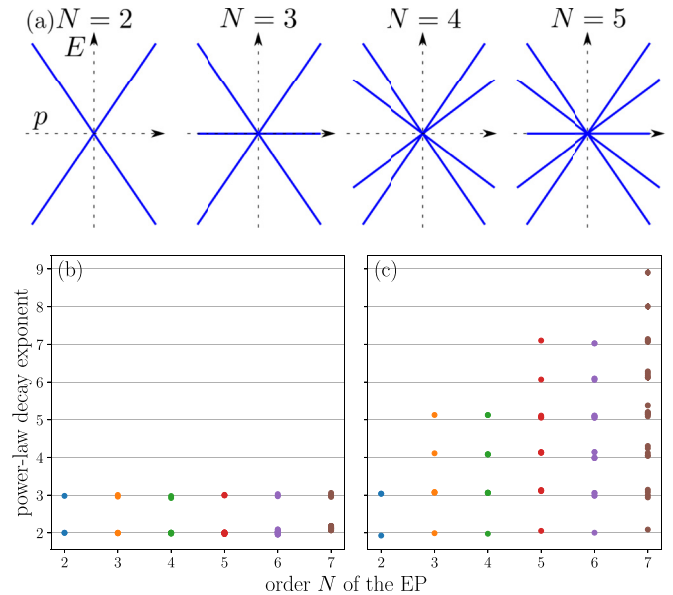 (a) N = 2 N = 3 N = 4 N = 5
E
p
(b) (c)
9
8
7
6
5
4
3
2
power-law decay exponent
2 3 4 5 6 7 2 3 4 5 6 7
order N of the EP